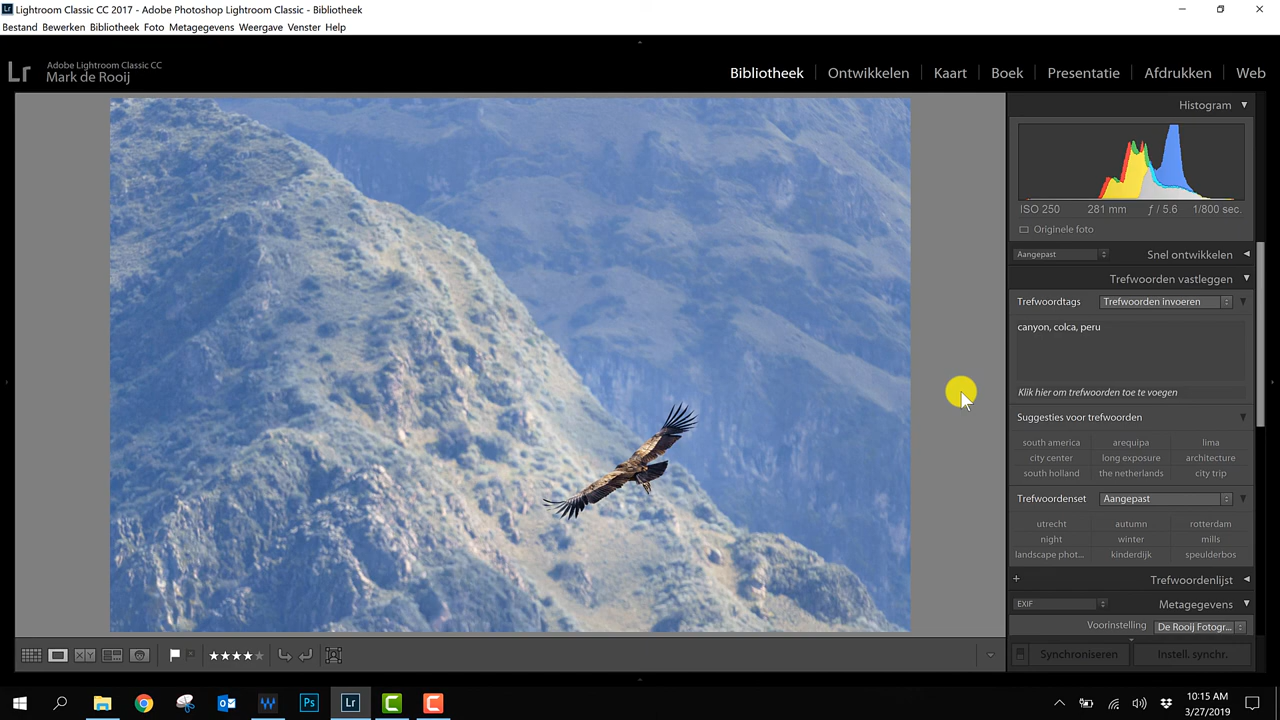 Lightroom Classic CC 2017 - Adobe Photoshop Lightroom Classic - Bibliotheek
Bestand Bewerken Bibliotheek Foto Metagegevens Weergave Venster Help
Lr
Adobe Lightroom Classic CC
Mark de Rooij
Bibliotheek Ontwikkelen Kaart Boek Presentatie Afdrukken Web
Histogram
ISO 250 281 mm ƒ / 5.6 1/800 sec.
Originele foto
Aangepast Snel ontwikkelen
Trefwoorden vastleggen
Trefwoordtags Trefwoorden invoeren
canyon, colca, peru
Klik hier om trefwoorden toe te voegen
Suggesties voor trefwoorden
south america arequipa lima
city center long exposure architecture
south holland the netherlands city trip
Trefwoordenset Aangepast
utrecht autumn rotterdam
night winter mills
landscape phot... kinderdijk speulderbos
+ Trefwoordenlijst
EXIF Metagegevens
Voorinstelling De Rooij Fotogr...
XY
Synchroniseren Instell. synchr.
Ps Lr C C
10:15 AM
3/27/2019